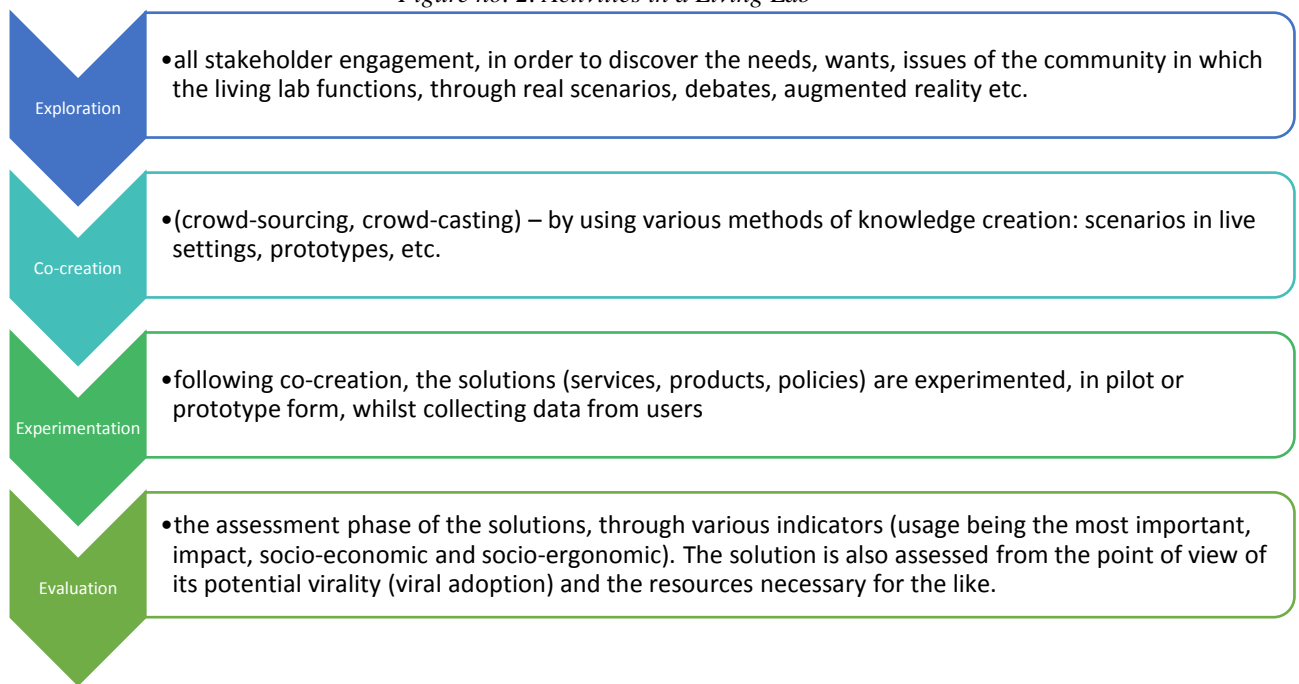 Figure no. 2. Activities in a Living Lab
Exploration
•all stakeholder engagement, in order to discover the needs, wants, issues of the community in which
the living lab functions, through real scenarios, debates, augmented reality etc.
Co-creation
•(crowd-sourcing, crowd-casting) – by using various methods of knowledge creation: scenarios in live
settings, prototypes, etc.
Experimentation
•following co-creation, the solutions (services, products, policies) are experimented, in pilot or
prototype form, whilst collecting data from users
Evaluation
•the assessment phase of the solutions, through various indicators (usage being the most important,
impact, socio-economic and socio-ergonomic). The solution is also assessed from the point of view of
its potential virality (viral adoption) and the resources necessary for the like.